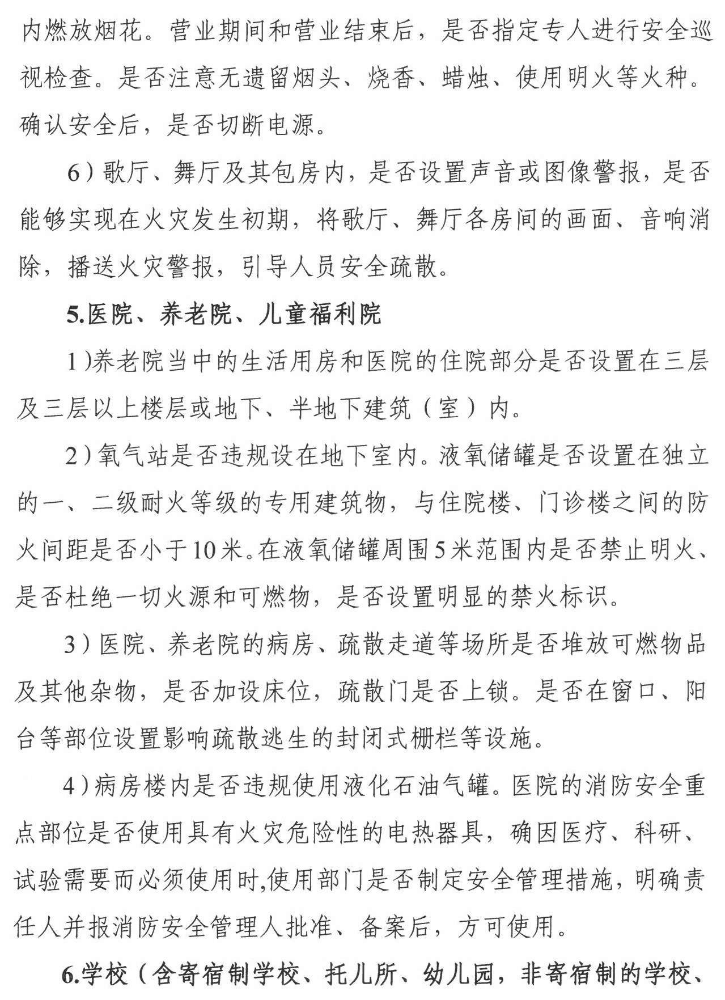 内燃放烟花。营业期间和营业结束后，是否指定专人进行安全巡
视检查。是否注意无遗留烟头、烧香、蜡烛、使用明火等火种。
确认安全后，是否切断电源。
6）歌厅、舞厅及其包房内，是否设置声音或图像警报，是否
能够实现在火灾发生初期，将歌厅、舞厅各房间的画面、音响消
除，播送火灾警报，引导人员安全疏散。
5.医院、养老院、儿童福利院
1）养老院当中的生活用房和医院的住院部分是否设置在三层
及三层以上楼层或地下、半地下建筑（室）内。
2）氧气站是否违规设在地下室内。液氧储罐是否设置在独立
的一、二级耐火等级的专用建筑物，与住院楼、门诊楼之间的防
火间距是否小于10米。在液氧储罐周围5米范围内是否禁止明火、
是否杜绝一切火源和可燃物，是否设置明显的禁火标识。
3）医院、养老院的病房、疏散走道等场所是否堆放可燃物品
及其他杂物，是否加设床位，疏散门是否上锁。是否在窗口、阳
台等部位设置影响疏散逃生的封闭式栅栏等设施。
4）病房楼内是否违规使用液化石油气罐。医院的消防安全重
点部位是否使用具有火灾危险性的电热器具，确因医疗、科研、
试验需要而必须使用时,使用部门是否制定安全管理措施，明确责
任人并报消防安全管理人批准、备案后，方可使用。
6.学校（含寄宿制学校、托儿所、幼儿园，非寄宿制的学校、